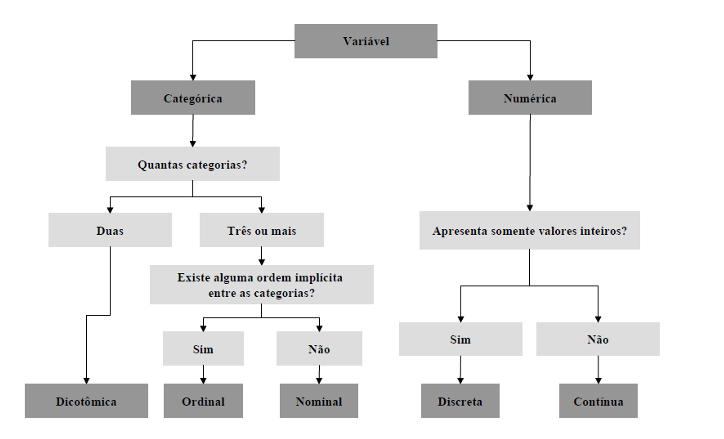 Variável
Categórica
Numérica
Quantas categorias?
Duas
Três ou mais
Apresenta somente valores inteiros?
Existe alguma ordem implícita
entre as categorias?
Sim
Não
Sim
Não
Dicotômica
Ordinal
Nominal
Discreta
Contínua